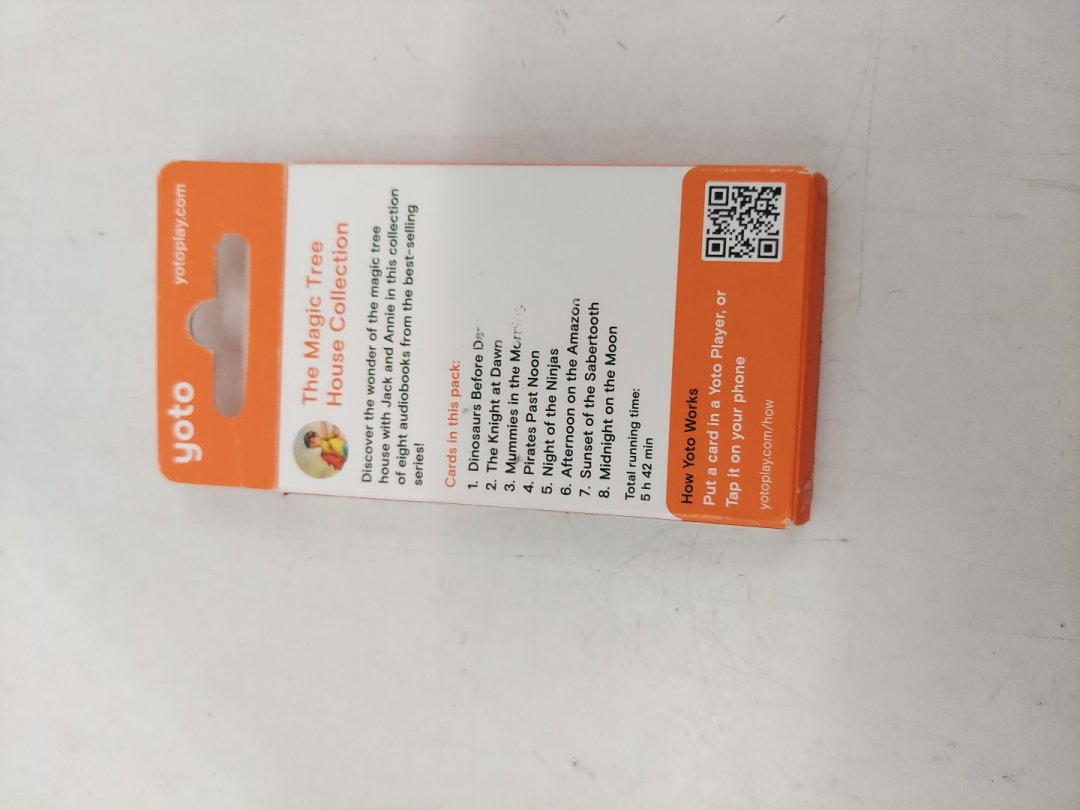 yoto
yotoplay.com
The Magic Tree
House Collection
Discover the wonder of the magic tree
house with Jack and Annie in this collection
of eight audiobooks from the best-selling
series!
Cards in this pack:
1. Dinosaurs Before
2. The Knight at Dawn
3. Mummies in the Morning
4. Pirates Past Noon
5. Night of the Ninjas
6. Afternoon on the Amazon
7. Sunset of the Sabertooth
8. Midnight on the Moon
Total running time:
5 h 42 min
How Yoto Works
Put a card in a Yoto Player, or
Tap it on your phone
yotoplay.com/how